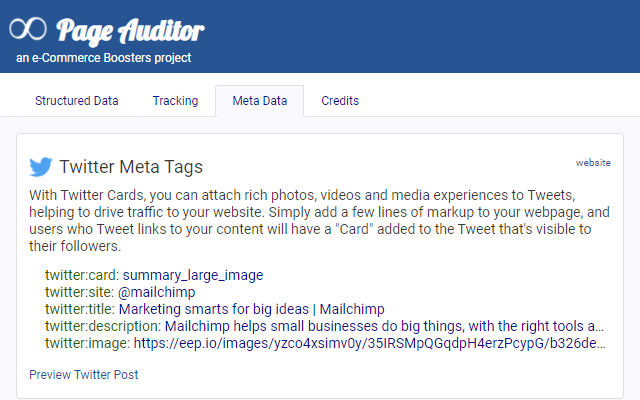 Page Auditor
an e-Commerce Boosters project
Structured Data Tracking Meta Data Credits
Twitter Meta Tags website
With Twitter Cards, you can attach rich photos, videos and media experiences to Tweets,
helping to drive traffic to your website. Simply add a few lines of markup to your webpage, and
users who Tweet links to your content will have a "Card" added to the Tweet that's visible to
their followers.
twitter:card: summary_large_image
twitter:site: @mailchimp
twitter:title: Marketing smarts for big ideas | Mailchimp
twitter:description: Mailchimp helps small businesses do big things, with the right tools a...
twitter:image: https://eep.io/images/yzco4xsimv0y/35IRSMpQGqdpH4erzPcypG/b326de...
Preview Twitter Post